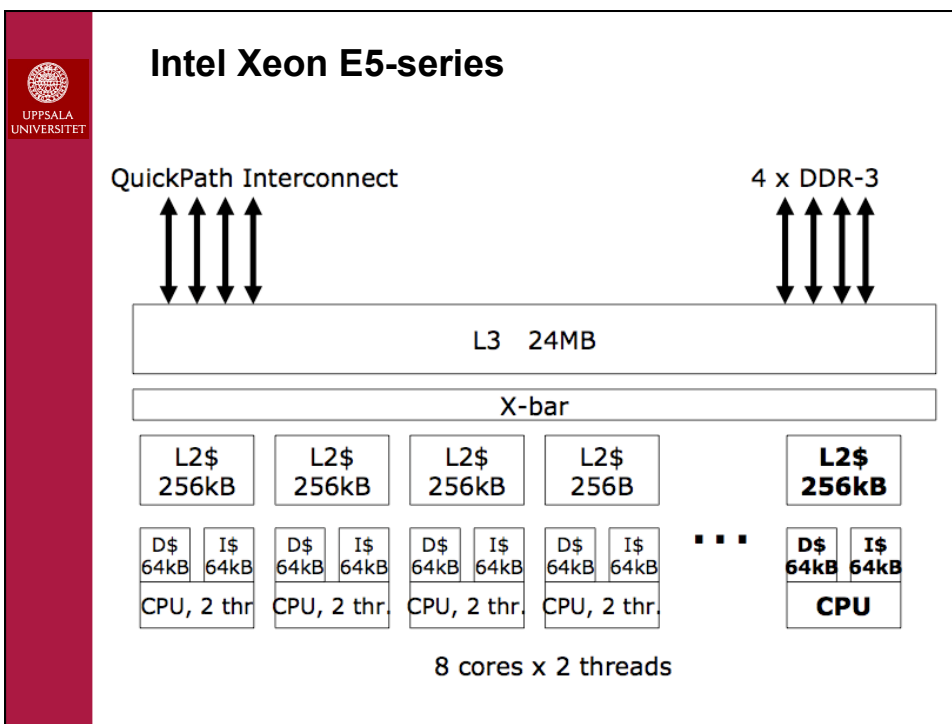 Intel Xeon E5-series
UPPSALA
UNIVERSITET
QuickPath Interconnect
4 x DDR-3
L3 24MB
X-bar
L2$
256kB
L2$
256kB
L2$
256kB
L2$
256B
L2$
256kB
D$
64kB
I$
64kB
D$
64kB
I$
64kB
D$
64kB
I$
64kB
D$
64kB
I$
64kB
...
D$
64kB
I$
64kB
CPU, 2 thr
CPU, 2 thr.
CPU, 2 thr.
CPU, 2 thr.
CPU
8 cores x 2 threads